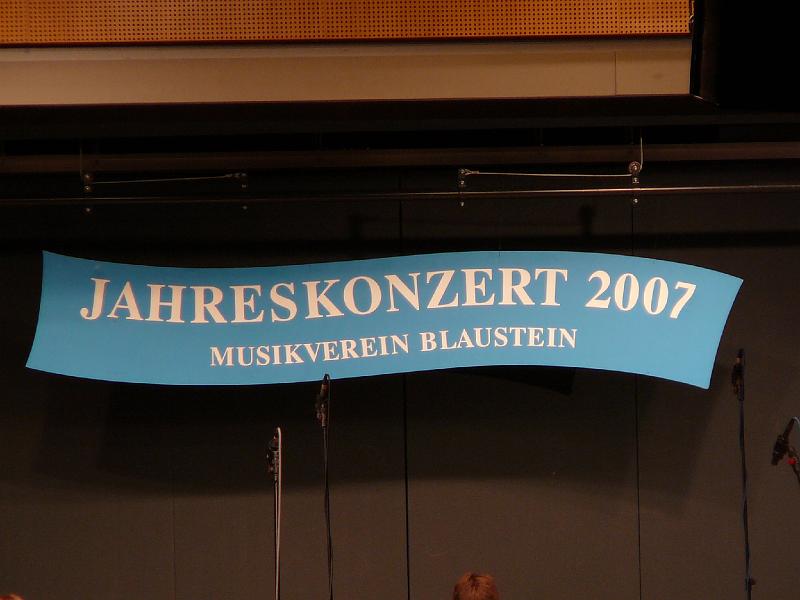 JAHRESKONZERT 2007
MUSIKVEREIN BLAUSTEIN